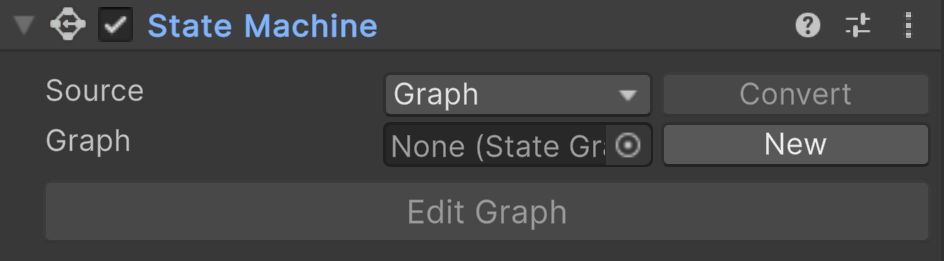 State Machine
Source Graph Convert
Graph None (State Gra New
Edit Graph